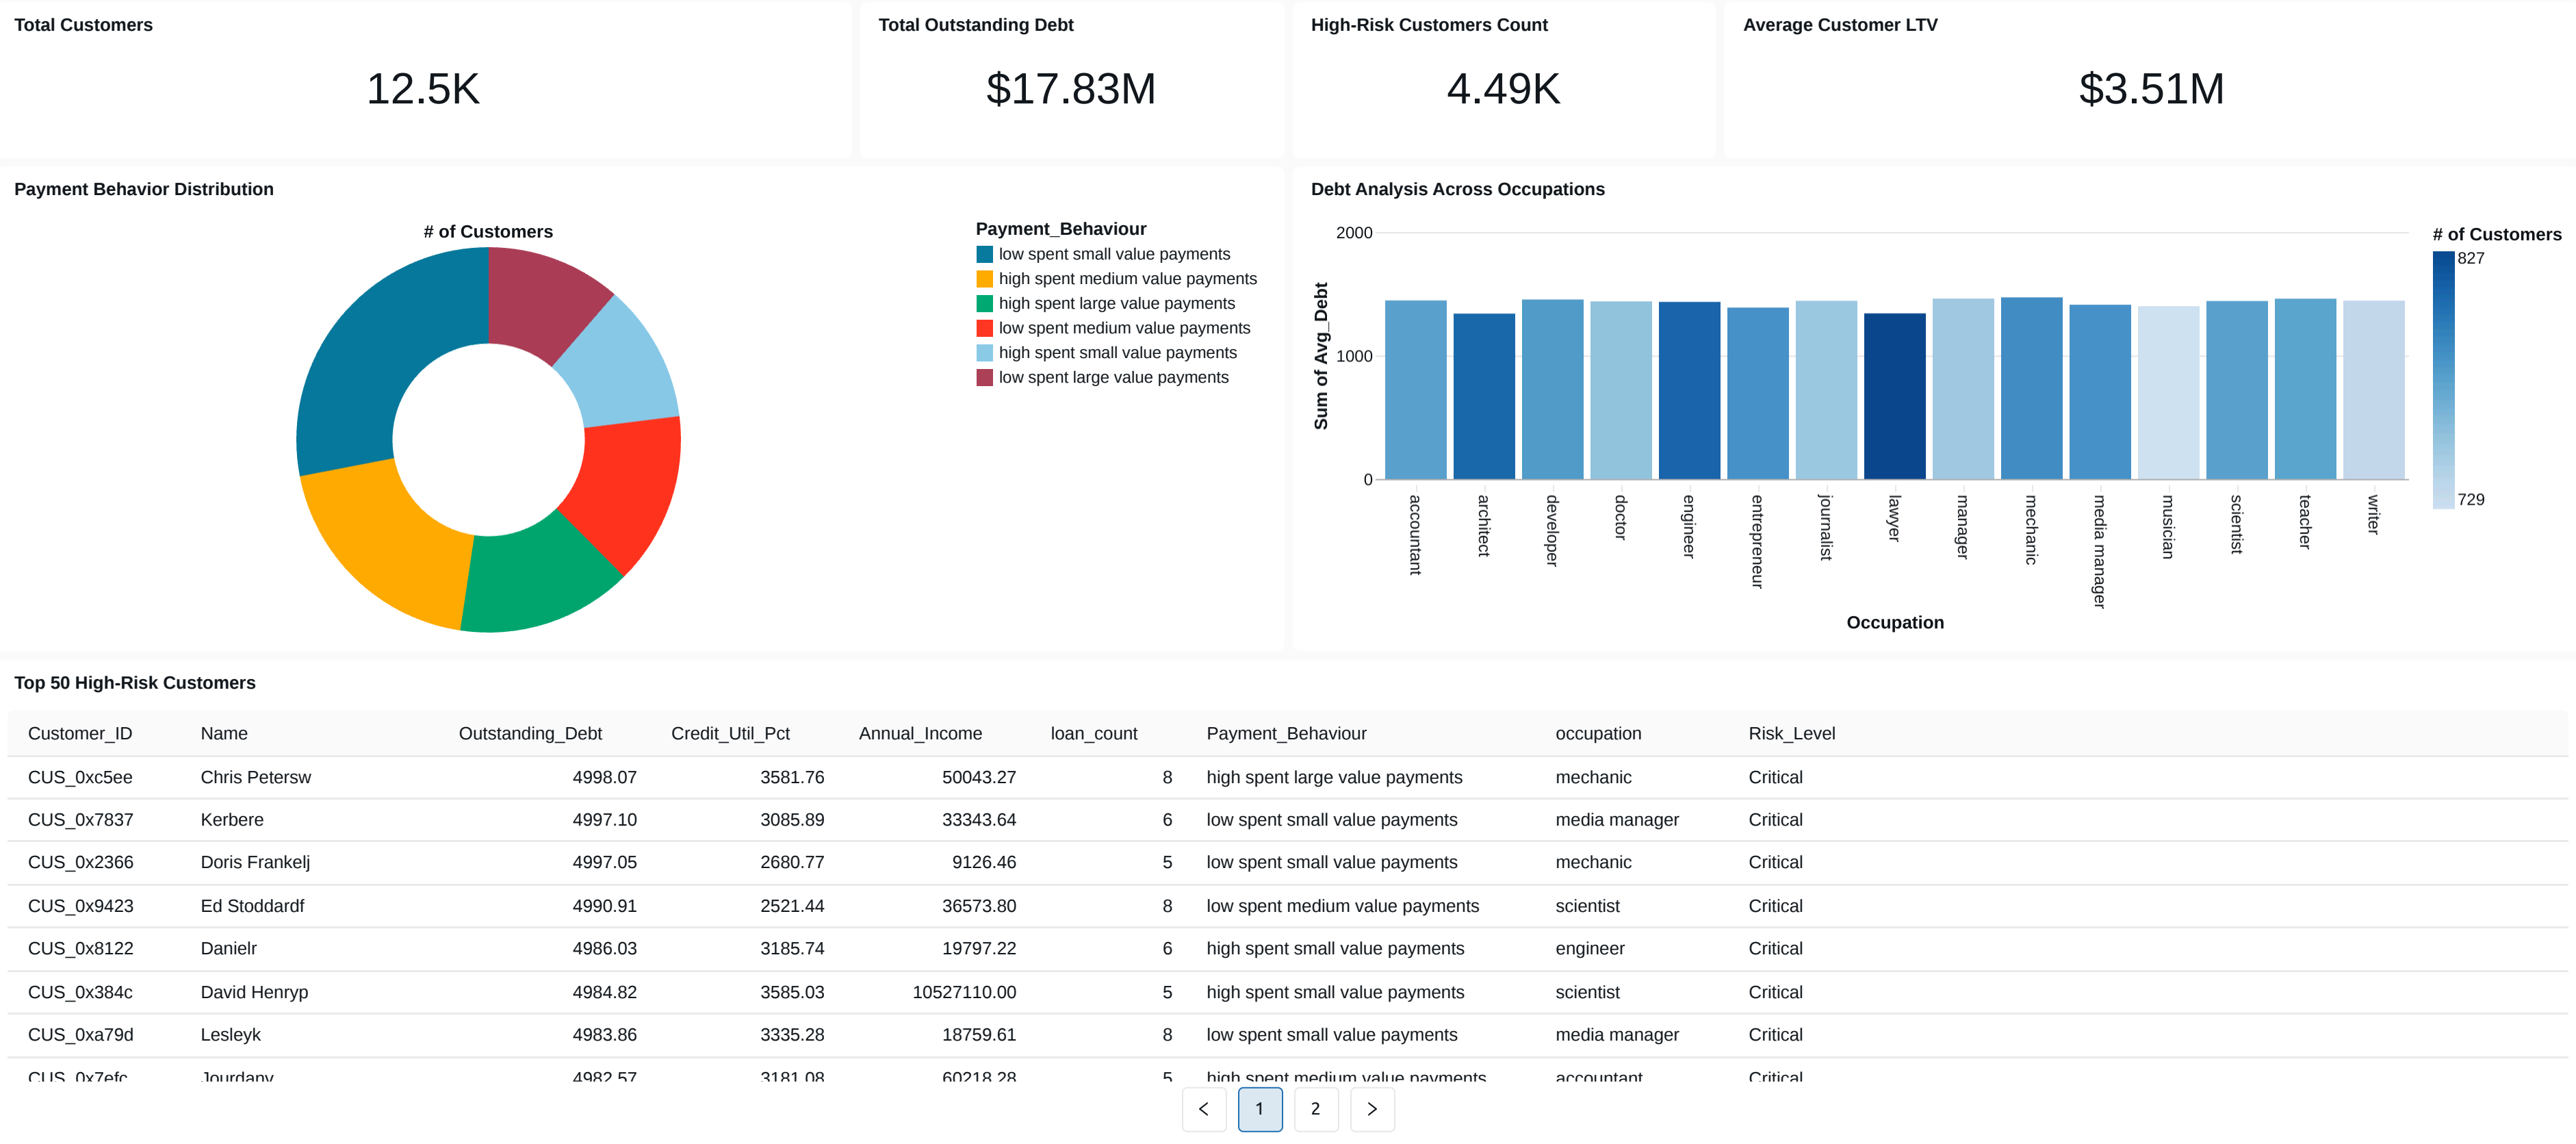 Total Customers
12.5K
Total Outstanding Debt
$17.83M
High-Risk Customers Count
4.49K
Average Customer LTV
$3.51M
Payment Behavior Distribution
# of Customers
Payment_Behaviour
low spent small value payments
high spent medium value payments
high spent large value payments
low spent medium value payments
high spent small value payments
low spent large value payments
Debt Analysis Across Occupations
Sum of Avg_Debt
2000
1000
0
accountant
architect
developer
doctor
engineer
entrepreneur
journalist
lawyer
manager
mechanic
media manager
musician
scientist
teacher
writer
Occupation
# of Customers
827
729
Top 50 High-Risk Customers
Customer_ID Name Outstanding_Debt Credit_Util_Pct Annual_Income loan_count Payment_Behaviour occupation Risk_Level
CUS_0xc5ee Chris Petersw 4998.07 3581.76 50043.27 8 high spent large value payments mechanic Critical
CUS_0x7837 Kerbere 4997.10 3085.89 33343.64 6 low spent small value payments media manager Critical
CUS_0x2366 Doris Frankelj 4997.05 2680.77 9126.46 5 low spent small value payments mechanic Critical
CUS_0x9423 Ed Stoddardf 4990.91 2521.44 36573.80 8 low spent medium value payments scientist Critical
CUS_0x8122 Danielr 4986.03 3185.74 19797.22 6 high spent small value payments engineer Critical
CUS_0x384c David Henryp 4984.82 3585.03 10527110.00 5 high spent small value payments scientist Critical
CUS_0xa79d Lesleyk 4983.86 3335.28 18759.61 8 low spent small value payments media manager Critical
CUS_0x7efc Jourdany 4982.57 3181.08 60218.28 5 high spent medium value payments accountant Critical
1 2